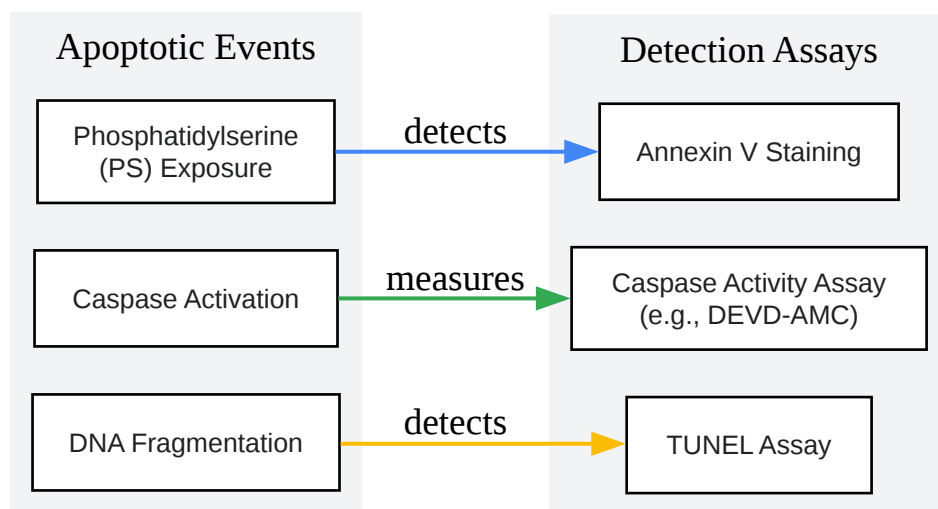 Apoptotic Events
Detection Assays
Phosphatidylserine
(PS) Exposure
detects
Annexin V Staining
Caspase Activation
measures
Caspase Activity Assay
(e.g., DEVD-AMC)
DNA Fragmentation
detects
TUNEL Assay